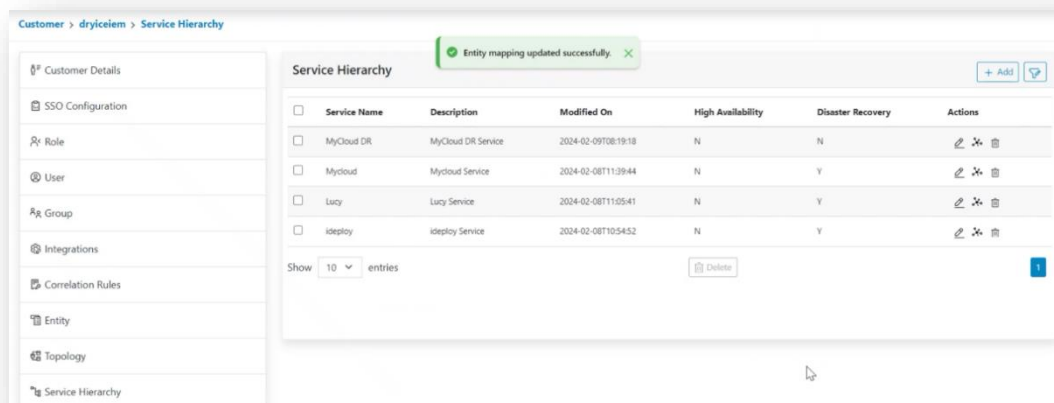 Customer > dryiceiem > Service Hierarchy
Entity mapping updated successfully.
Customer Details
SSO Configuration
Role
User
Group
Integrations
Correlation Rules
Entity
Topology
Service Hierarchy
Service Hierarchy
+ Add
Service Name Description Modified On High Availability Disaster Recovery Actions
MyCloud DR MyCloud DR Service 2024-02-09T08:19:18 N N
Mycloud Mycloud Service 2024-02-08T11:39:44 N Y
Lucy Lucy Service 2024-02-08T11:05:41 N Y
ideploy ideploy Service 2024-02-08T10:54:52 N Y
Show 10 entries
Delete
1